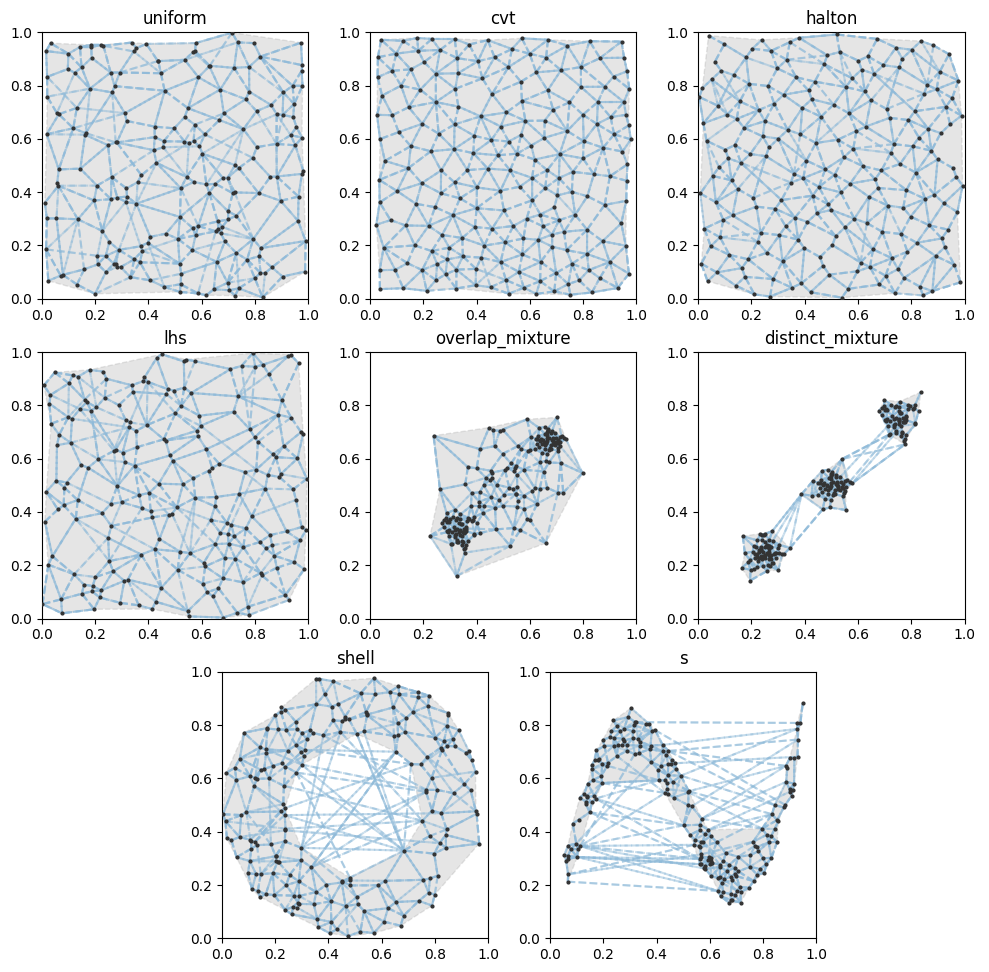 uniform cvt halton
1.0 1.0 1.0
0.8 0.8 0.8
0.6 0.6 0.6
0.4 0.4 0.4
0.2 0.2 0.2
0.0 0.0 0.0
0.0 0.2 0.4 0.6 0.8 1.0 0.0 0.2 0.4 0.6 0.8 1.0 0.0 0.2 0.4 0.6 0.8 1.0
lhs overlap_mixture distinct_mixture
1.0 1.0 1.0
0.8 0.8 0.8
0.6 0.6 0.6
0.4 0.4 0.4
0.2 0.2 0.2
0.0 0.0 0.0
0.0 0.2 0.4 0.6 0.8 1.0 0.0 0.2 0.4 0.6 0.8 1.0 0.0 0.2 0.4 0.6 0.8 1.0
shell s
1.0 1.0
0.8 0.8
0.6 0.6
0.4 0.4
0.2 0.2
0.0 0.0
0.0 0.2 0.4 0.6 0.8 1.0 0.0 0.2 0.4 0.6 0.8 1.0